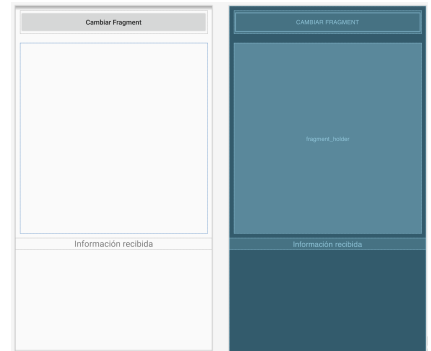 Cambiar Fragment
Información recibida
CAMBIAR FRAGMENT
fragment_holder
Información recibida